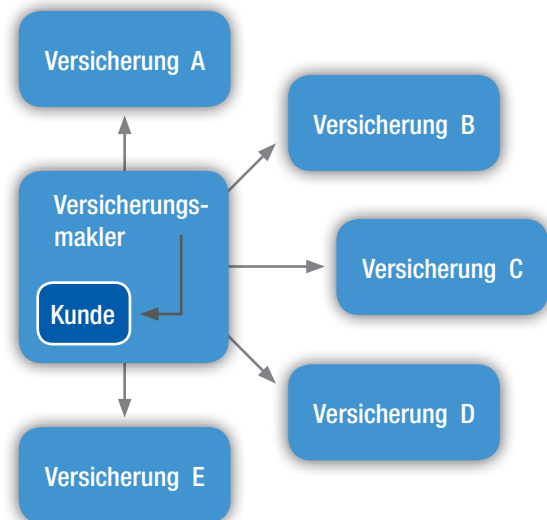 Versicherung A
Versicherung B
Versicherungs-
makler
Kunde
Versicherung C
Versicherung D
Versicherung E